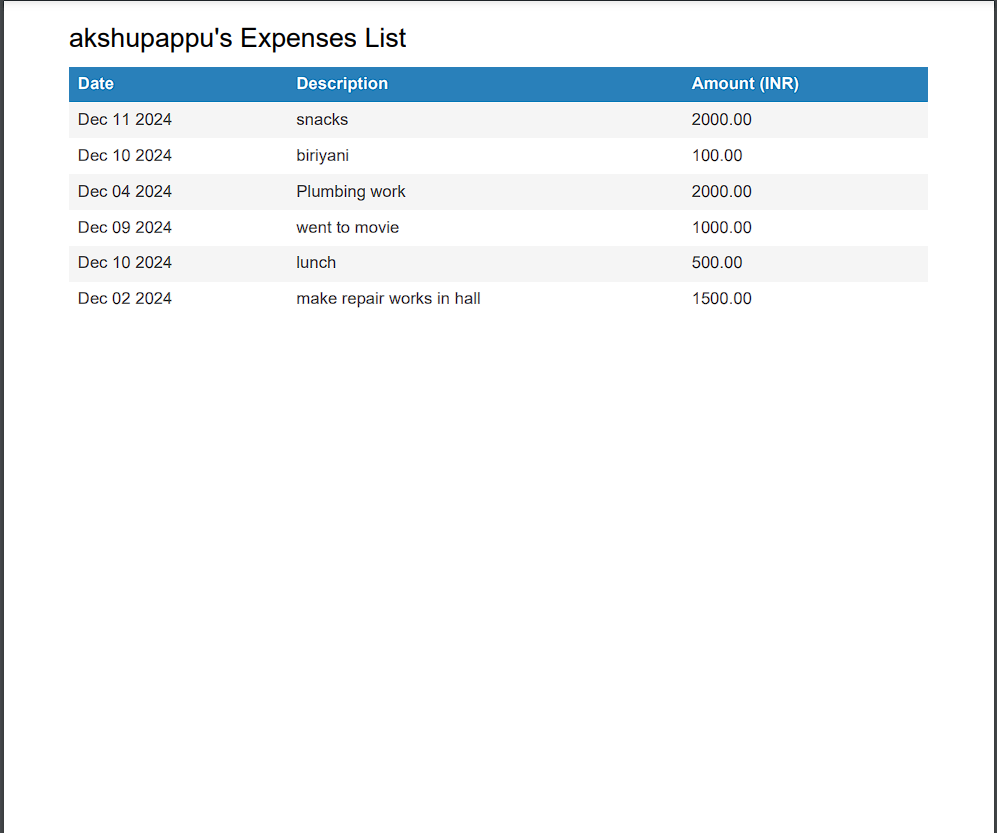 akshupappu's Expenses List
Date Description Amount (INR)
Dec 11 2024 snacks 2000.00
Dec 10 2024 biriyani 100.00
Dec 04 2024 Plumbing work 2000.00
Dec 09 2024 went to movie 1000.00
Dec 10 2024 lunch 500.00
Dec 02 2024 make repair works in hall 1500.00